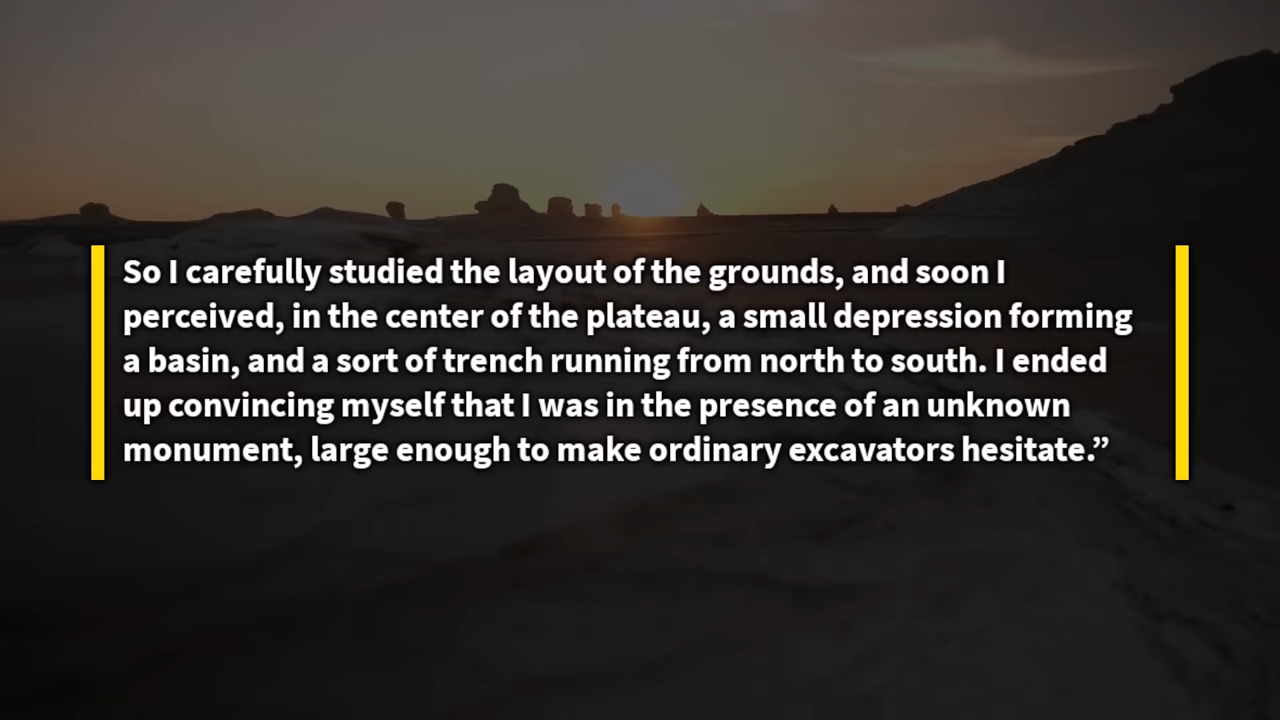 So I carefully studied the layout of the grounds, and soon I
perceived, in the center of the plateau, a small depression forming
a basin, and a sort of trench running from north to south. I ended
up convincing myself that I was in the presence of an unknown
monument, large enough to make ordinary excavators hesitate.”